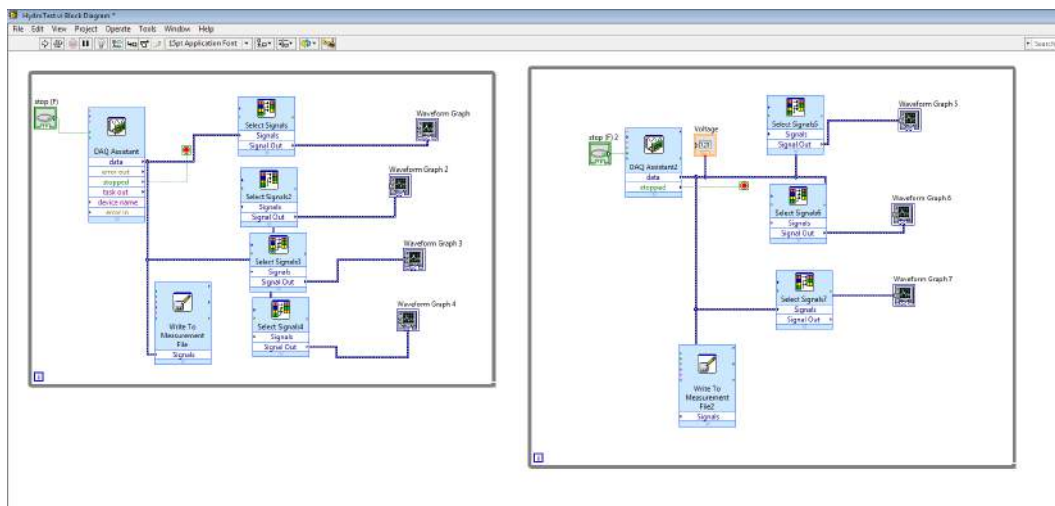 HydroTest.vi Block Diagram *
File Edit View Project Operate Tools Window Help
15pt Application Font
Search
stop (F)
DAQ Assistant
data
error out
stopped
task out
device name
error in
Select Signals
Signals
Signal Out
Waveform Graph
Select Signals2
Signals
Signal Out
Waveform Graph 2
Select Signals3
Signals
Signal Out
Waveform Graph 3
Select Signals4
Signals
Signal Out
Waveform Graph 4
Write To
Measurement
File
Signals
i
stop (F) 2
DAQ Assistant2
data
stopped
Voltage
Select Signals5
Signals
Signal Out
Waveform Graph 5
Select Signals6
Signals
Signal Out
Waveform Graph 6
Select Signals7
Signals
Signal Out
Waveform Graph 7
Write To
Measurement
File2
Signals
i